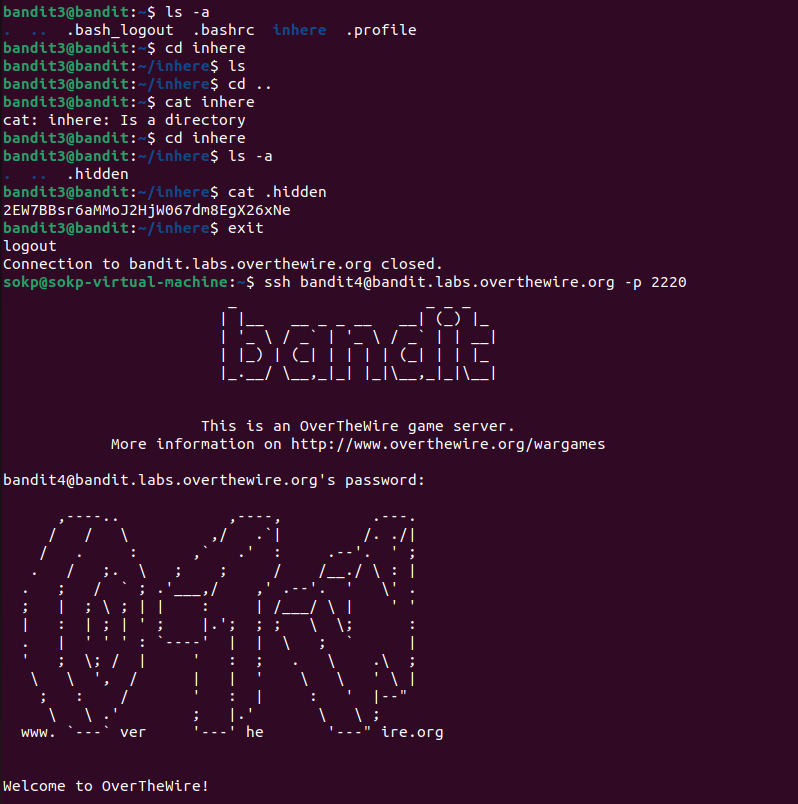 bandit3@bandit:~$ ls -a
.  ..  .bash_logout  .bashrc  inhere  .profile
bandit3@bandit:~$ cd inhere
bandit3@bandit:~/inhere$ ls
bandit3@bandit:~/inhere$ cd ..
bandit3@bandit:~$ cat inhere
cat: inhere: Is a directory
bandit3@bandit:~$ cd inhere
bandit3@bandit:~/inhere$ ls -a
.  ..  .hidden
bandit3@bandit:~/inhere$ cat .hidden
2EW7BBsr6aMMoJ2HjW067dm8EgX26xNe
bandit3@bandit:~/inhere$ exit
logout
Connection to bandit.labs.overthewire.org closed.
sokp@sokp-virtual-machine:~$ ssh bandit4@bandit.labs.overthewire.org -p 2220
bandit
This is an OverTheWire game server.
More information on http://www.overthewire.org/wargames
bandit4@bandit.labs.overthewire.org's password:
www. `---` ver     '---' he       '---" ire.org
Welcome to OverTheWire!